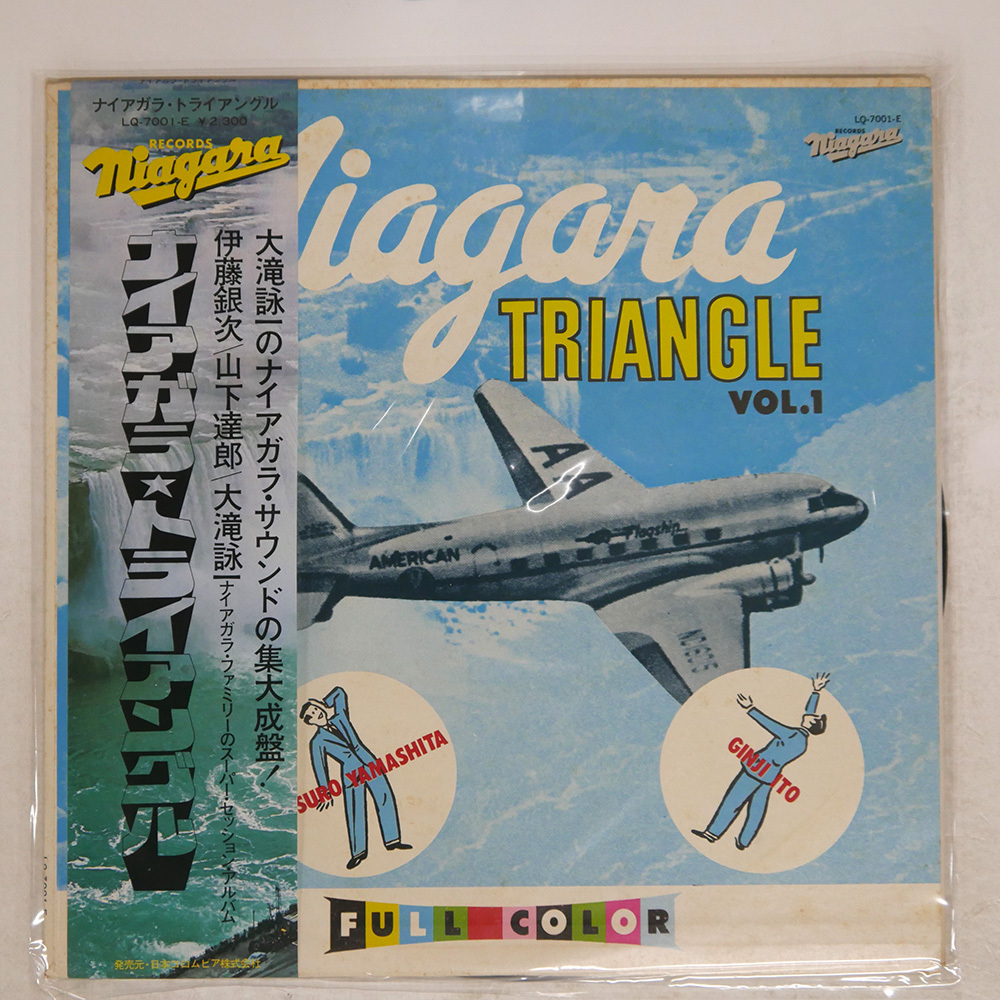 ナイアガラ・トライアングル
LQ-7001-E ¥2,300
RECORDS
Niagara
大滝詠一のナイアガラ・サウンドの集大成盤!
伊藤銀次/山下達郎/大滝詠一
ナイアガラ・ファミリーのスーパー・セッション・アルバム
ナイアガラ★トライアングル
発売元・日本コロムビア株式会社
LQ-7001-E
RECORDS
Niagara
Niagara
TRIANGLE
VOL.1
AA
AMERICAN
Flagship
SURO YAMASHITA
GINJI ITO
FULL COLOR